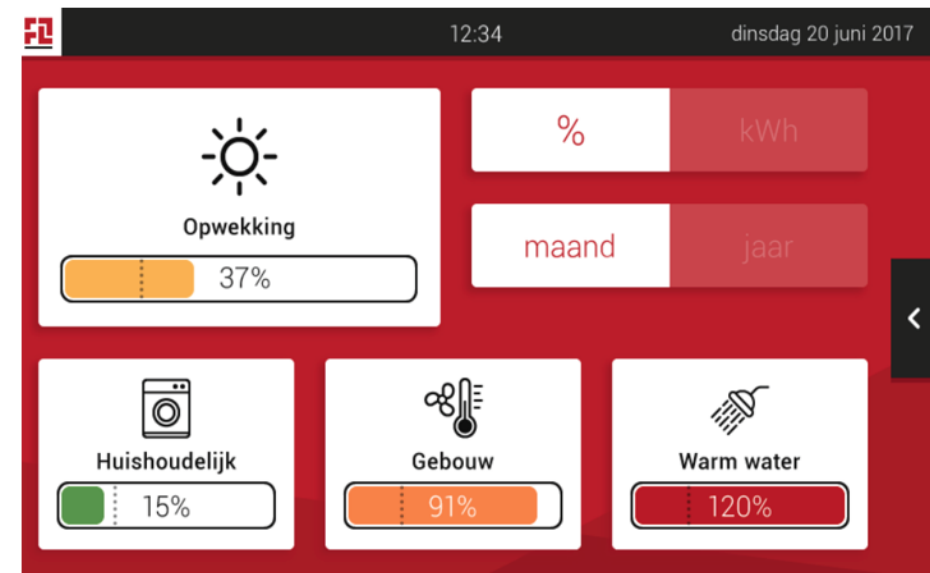 12:34 dinsdag 20 juni 2017
% kWh
Opwekking
37%
maand jaar
Huishoudelijk
15%
Gebouw
91%
Warm water
120%